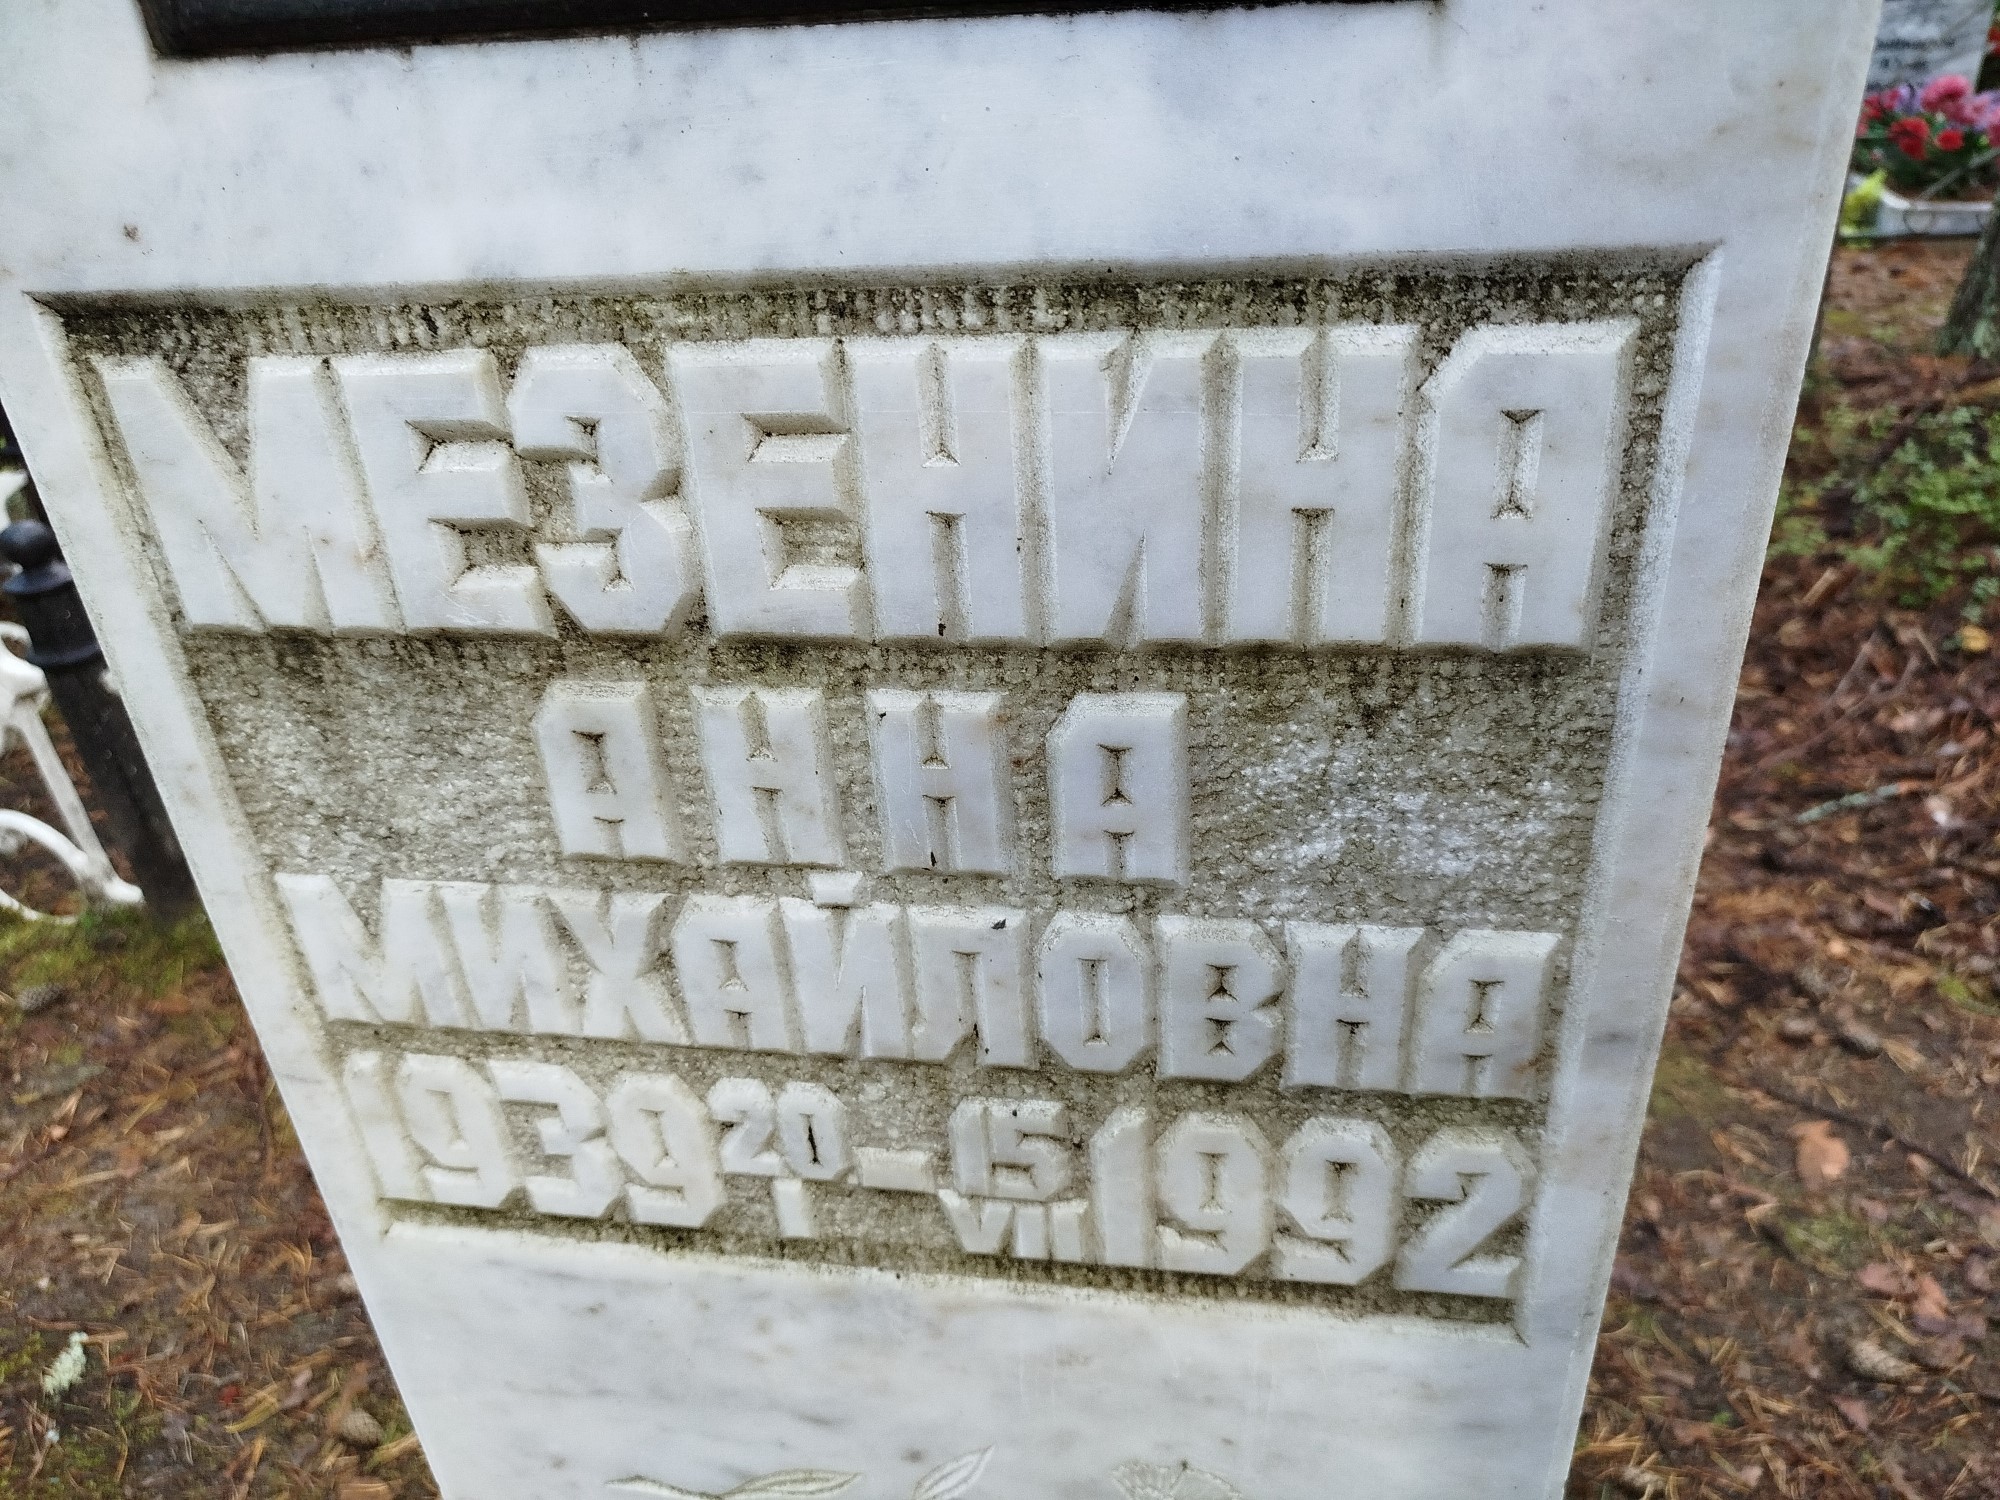 МЕЗЕНИНА
АННА
МИХАЙЛОВНА
1939 20 I – 15 VII 1992